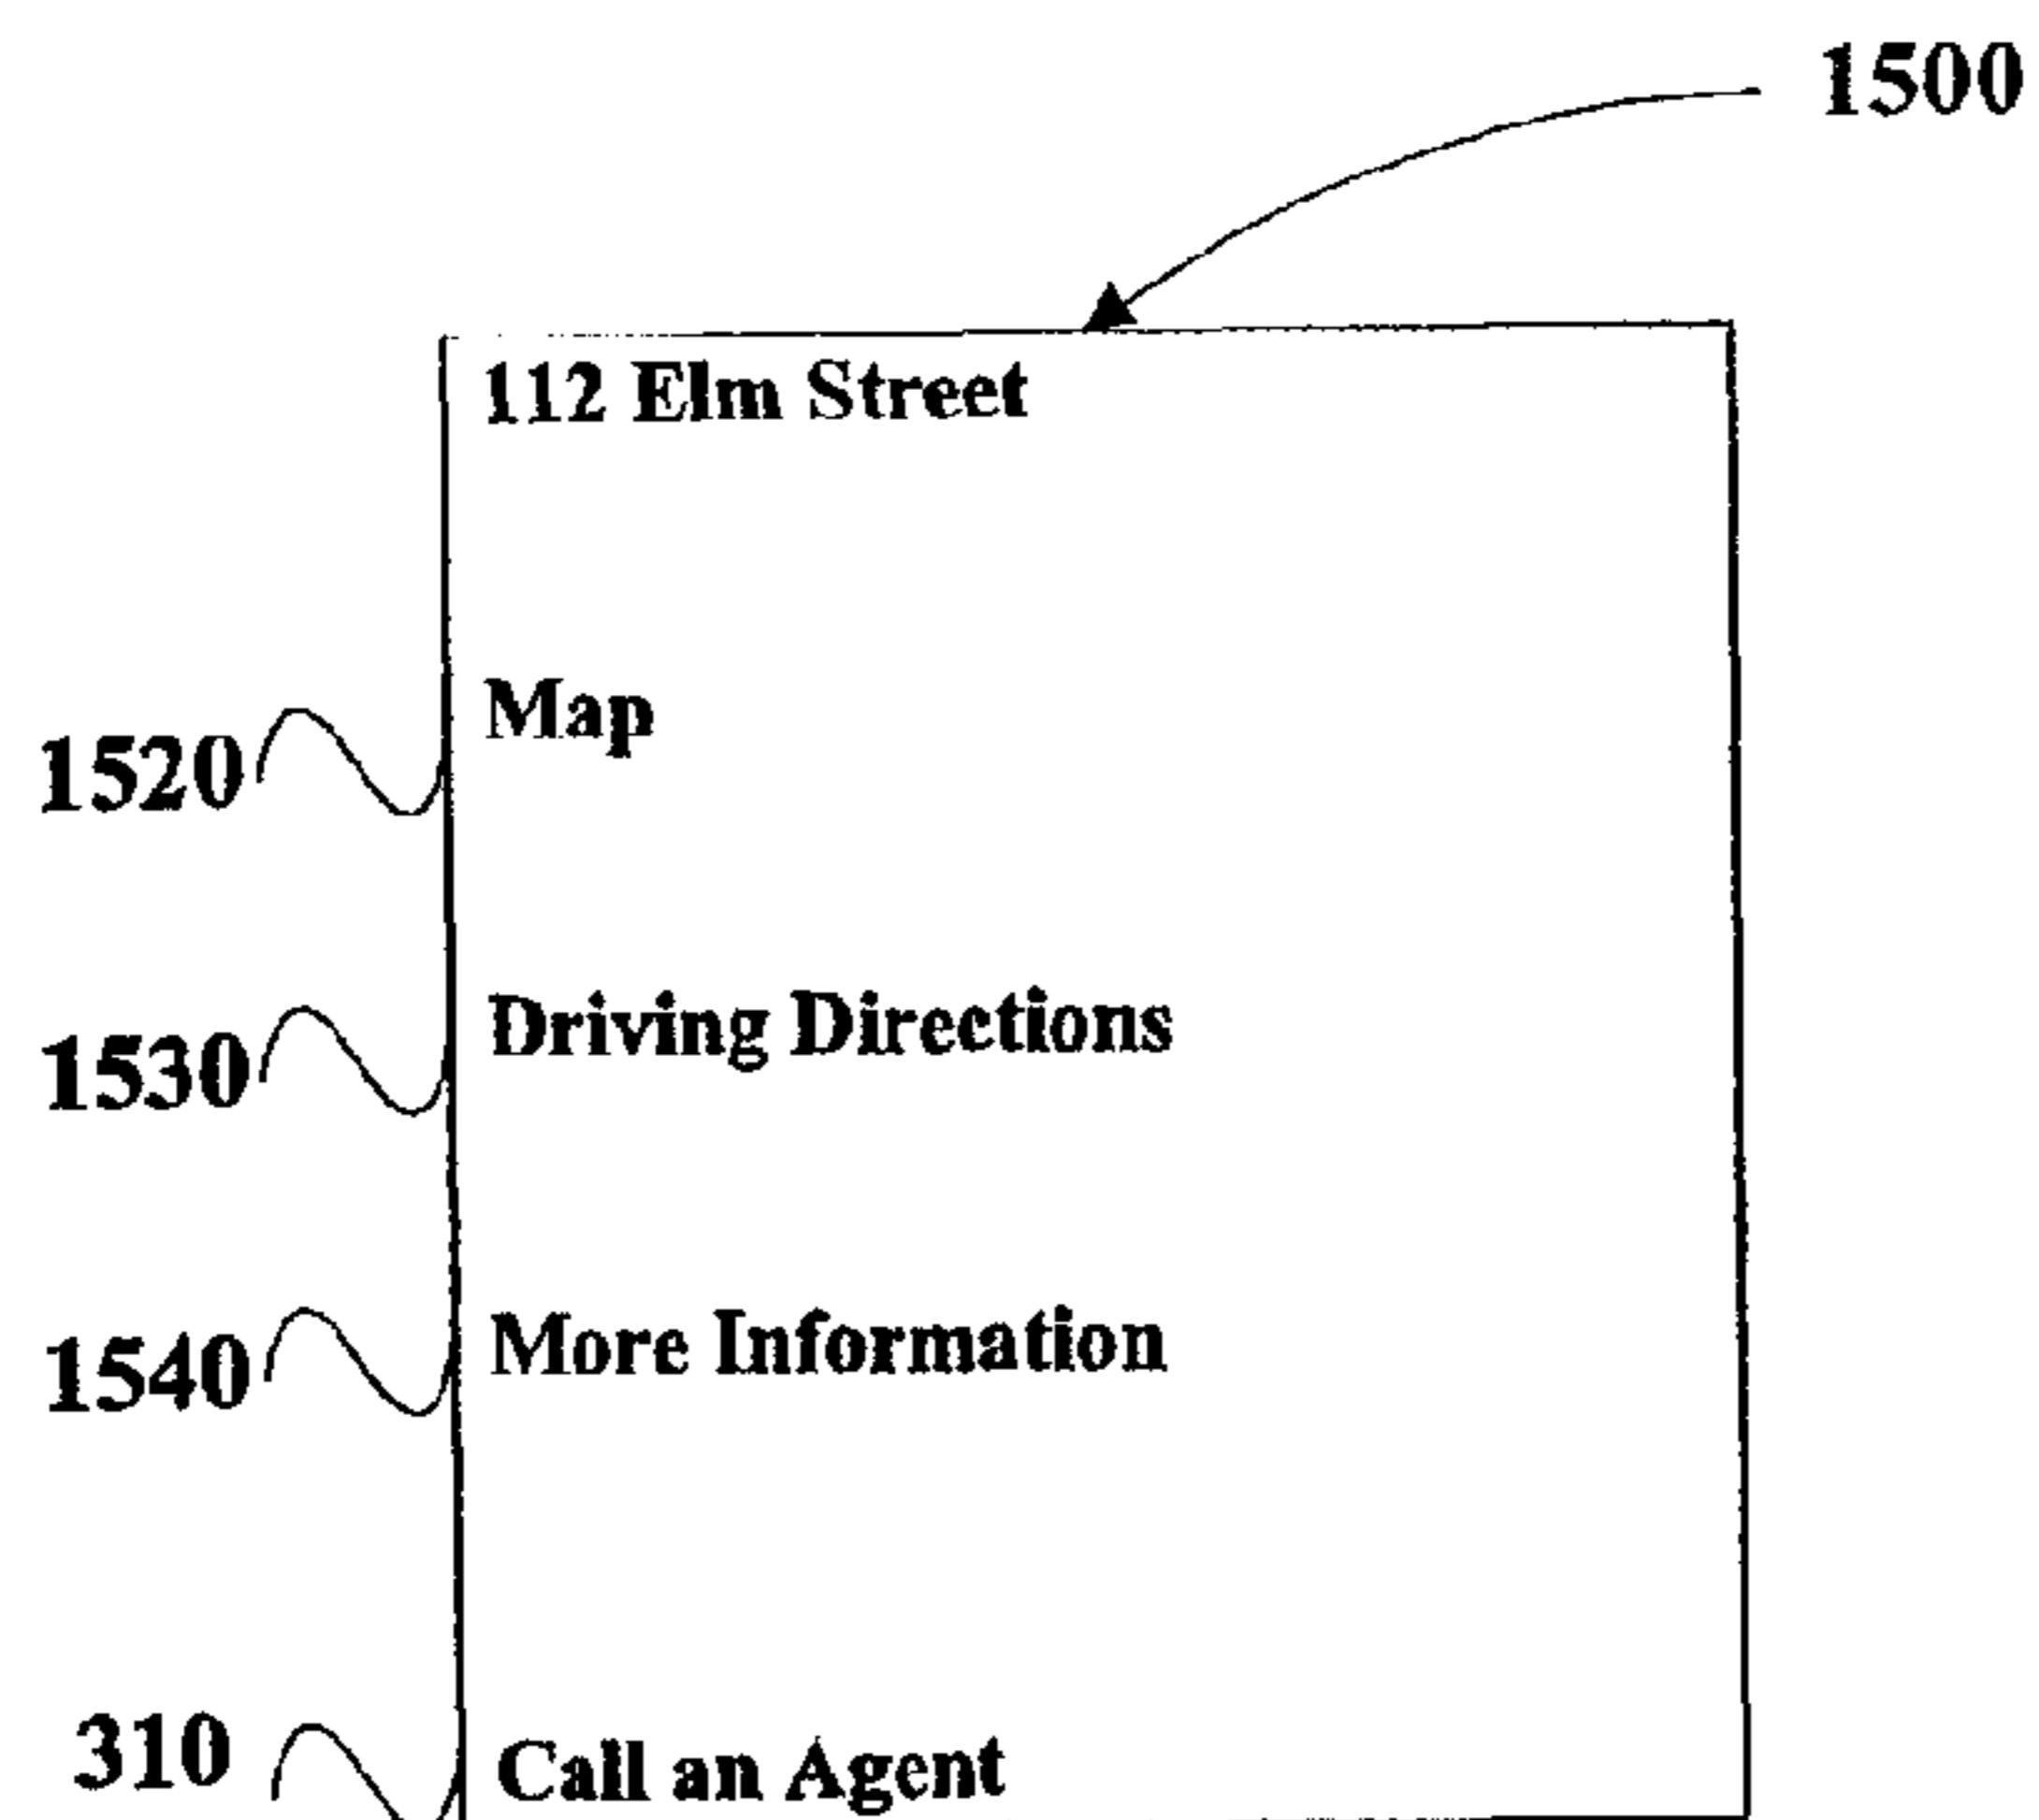 1500
112 Elm Street
Map
1520
Driving Directions
1530
More Information
1540
310
Call an Agent